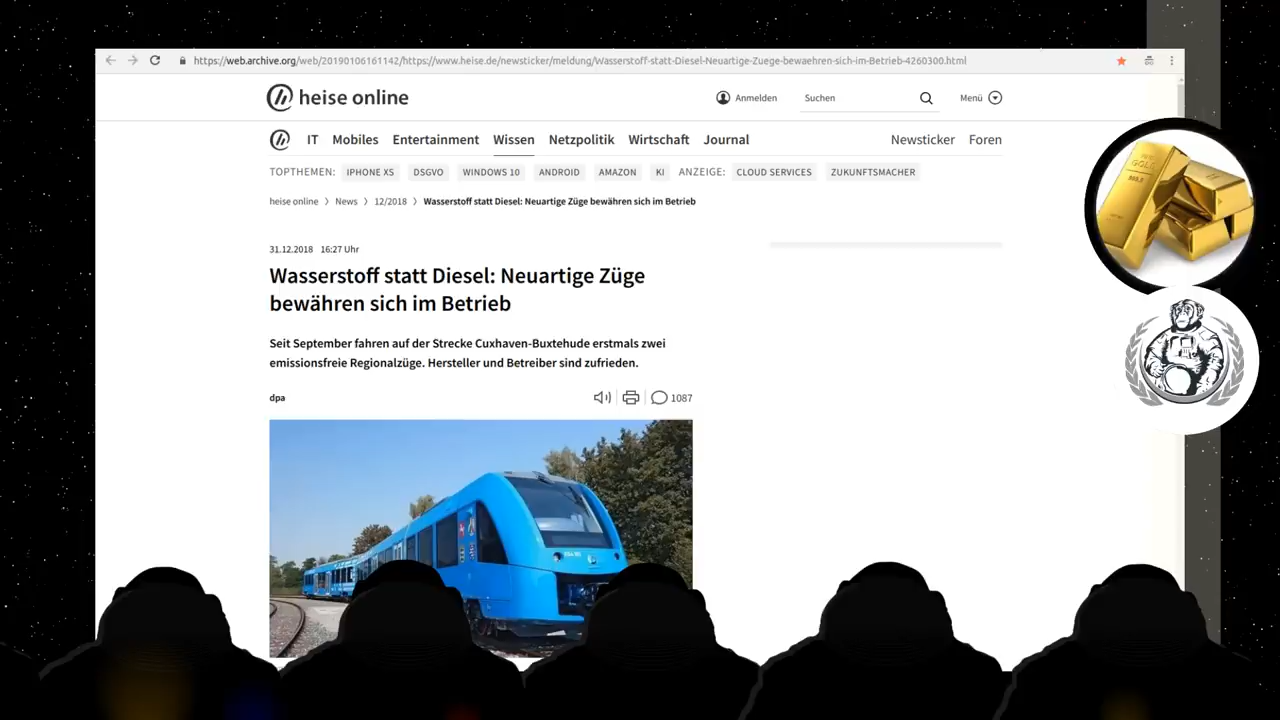 https://web.archive.org/web/20190106161142/https://www.heise.de/newsticker/meldung/Wasserstoff-statt-Diesel-Neuartige-Zuege-bewaehren-sich-im-Betrieb-4260300.html
heise online
Anmelden
Suchen
Menü
IT Mobiles Entertainment Wissen Netzpolitik Wirtschaft Journal Newsticker Foren
TOPTHEMEN: IPHONE XS DSGVO WINDOWS 10 ANDROID AMAZON KI ANZEIGE: CLOUD SERVICES ZUKUNFTSMACHER
heise online > News > 12/2018 > Wasserstoff statt Diesel: Neuartige Züge bewähren sich im Betrieb
31.12.2018 16:27 Uhr
Wasserstoff statt Diesel: Neuartige Züge
bewähren sich im Betrieb
Seit September fahren auf der Strecke Cuxhaven-Buxtehude erstmals zwei
emissionsfreie Regionalzüge. Hersteller und Betreiber sind zufrieden.
dpa
1087
GOLD